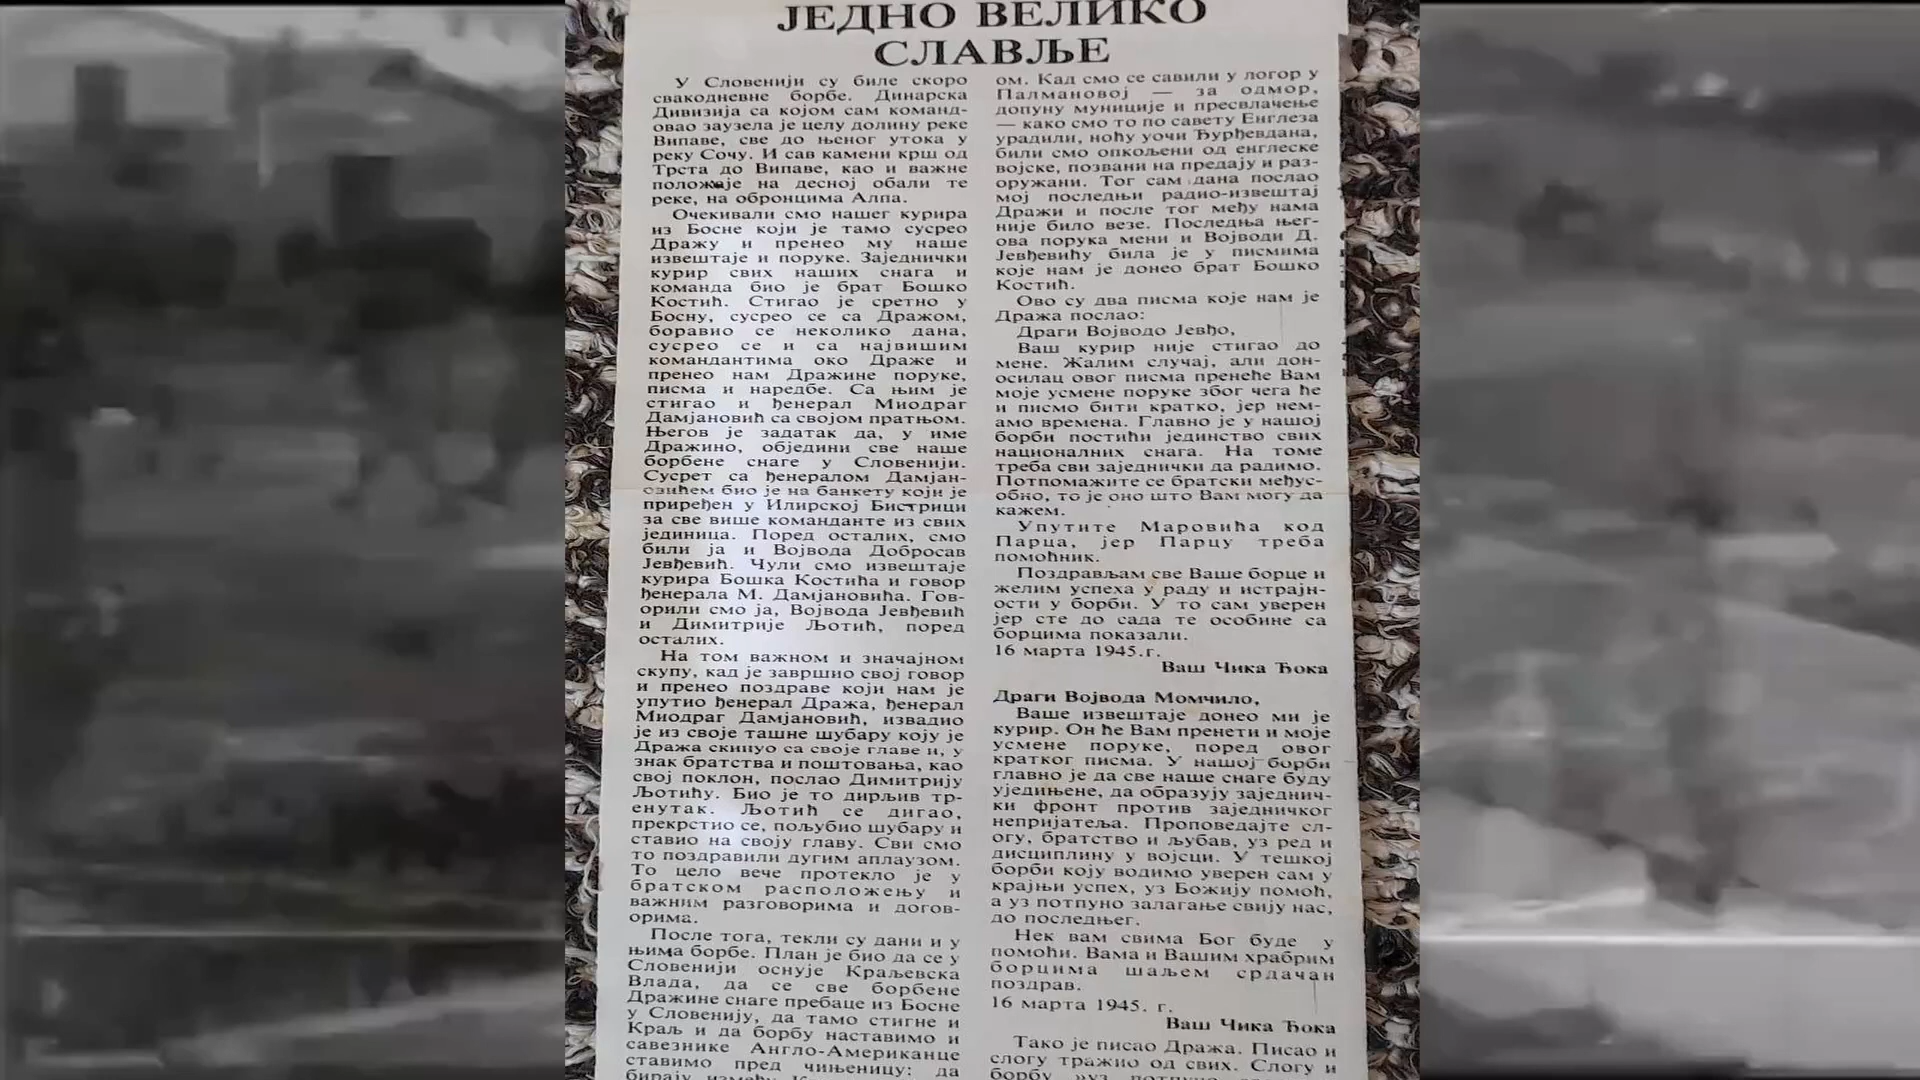 ЈЕДНО ВЕЛИКО
СЛАВЉЕ
У Словенији су биле скоро
свакодневне борбе. Динарска
Дивизија са којом сам команд-
овао заузела је целу долину реке
Випаве, све до њеног утока у
реку Сочу. И сав камени крш од
Трста до Випаве, као и важне
положаје на десној обали те
реке, на обронцима Алпа.
Очекивали смо нашег курира
из Босне који је тамо сусрео
Дражу и пренео му наше
извештаје и поруке. Заједнички
курир свих наших снага и
команда био је брат Бошко
Костић. Стигао је сретно у
Босну, сусрео се са Дражом,
боравио се неколико дана,
сусрео се и са највишим
командантима око Драже и
пренео нам Дражине поруке,
писма и наредбе. Са њим је
стигао и ђенерал Миодраг
Дамјановић са својом пратњом.
Његов је задатак да, у име
Дражино, обједини све наше
борбене снаге у Словенији.
Сусрет са ђенералом Дамјан-
овићем био је на банкету који је
приређен у Илирској Бистрици
за све више команданте из свих
јединица. Поред осталих, смо
били ја и Војвода Добросав
Јевђевић. Чули смо извештаје
курира Бошка Костића и говор
ђенерала М. Дамјановића. Гов-
орили смо ја, Војвода Јевђевић
и Димитрије Љотић, поред
осталих.
На том важном и значајном
скупу, кад је завршио свој говор
и пренео поздраве који нам је
упутио ђенерал Дража, ђенерал
Миодраг Дамјановић, извадио
је из своје ташне шубару коју је
Дража скинуо са своје главе и, у
знак братства и поштовања, као
свој поклон, послао Димитрију
Љотићу. Био је то дирљив тр-
енутак. Љотић се дигао,
прекрстио се, пољубио шубару и
ставио на своју главу. Сви смо
то поздравили дугим аплаузом.
То цело вече протекло је у
братском расположењу и
важним разговорима и догов-
орима.
После тога, текли су дани и у
њима борбе. План је био да се у
Словенији оснује Краљевска
Влада, да се све борбене
Дражине снаге пребаце из Босне
у Словенију, да тамо стигне и
Краљ и да борбу наставимо и
савезнике Англо-Американце
ставимо пред чињеницу: да
бирају између
ом. Кад смо се савили у логор у
Палмановој — за одмор,
допуну муниције и пресвлачење
— како смо то по савету Енглеза
урадили, ноћу уочи Ђурђевдана,
били смо опкољени од енглеске
војске, позвани на предају и раз-
оружани. Тог сам дана послао
мој последњи радио-извештај
Дражи и после тог међу нама
није било везе. Последња њег-
ова порука мени и Војводи Д.
Јевђевићу била је у писмима
које нам је донео брат Бошко
Костић.
Ово су два писма које нам је
Дража послао:
Драги Војводо Јевђо,
Ваш курир није стигао до
мене. Жалим случај, али дон-
осилац овог писма пренеће Вам
моје усмене поруке због чега ће
и писмо бити кратко, јер нем-
амо времена. Главно је у нашој
борби постићи јединство свих
националних снага. На томе
треба сви заједнички да радимо.
Потпомажите се братски међус-
обно, то је оно што Вам могу да
кажем.
Упутите Маровића код
Парца, јер Парцу треба
помоћник.
Поздрављам све Ваше борце и
желим успеха у раду и истрајн-
ости у борби. У то сам уверен
јер сте до сада те особине са
борцима показали.
16 марта 1945.г.
Ваш Чика Ђока
Драги Војвода Момчило,
Ваше извештаје донео ми је
курир. Он ће Вам пренети и моје
усмене поруке, поред овог
кратког писма. У нашој борби
главно је да све наше снаге буду
уједињене, да образују заједнич-
ки фронт против заједничког
непријатеља. Проповедајте сл-
огу, братство и љубав, уз ред и
дисциплину у војсци. У тешкој
борби коју водимо уверен сам у
крајњи успех, уз Божију помоћ,
а уз потпуно залагање свију нас,
до последњег.
Нек вам свима Бог буде у
помоћи. Вама и Вашим храбрим
борцима шаљем срдачан
поздрав.
16 марта 1945. г.
Ваш Чика Ђока
Тако је писао Дража. Писао и
слогу тражио од свих. Слогу и
борбу »уз потпуно